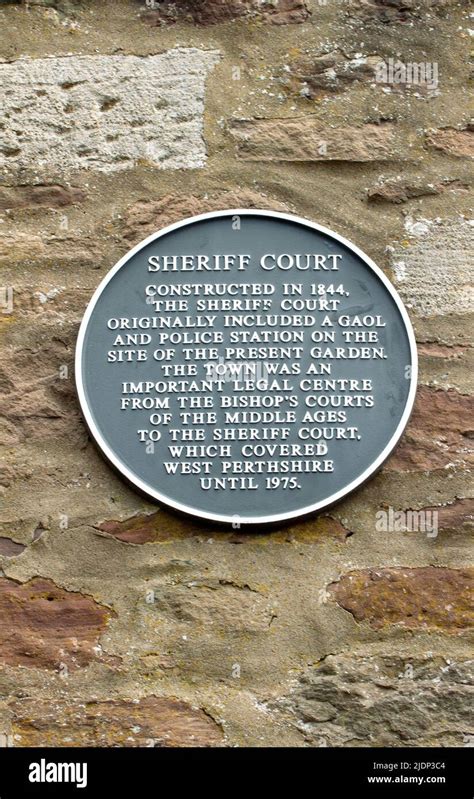 SHERIFF COURT
CONSTRUCTED IN 1844,
THE SHERIFF COURT
ORIGINALLY INCLUDED A GAOL
AND POLICE STATION ON THE
SITE OF THE PRESENT GARDEN.
THE TOWN WAS AN
IMPORTANT LEGAL CENTRE
FROM THE BISHOP'S COURTS
OF THE MIDDLE AGES
TO THE SHERIFF COURT,
WHICH COVERED
WEST PERTHSHIRE
UNTIL 1975.
alamy
Image ID: 2JDP3C4
www.alamy.com